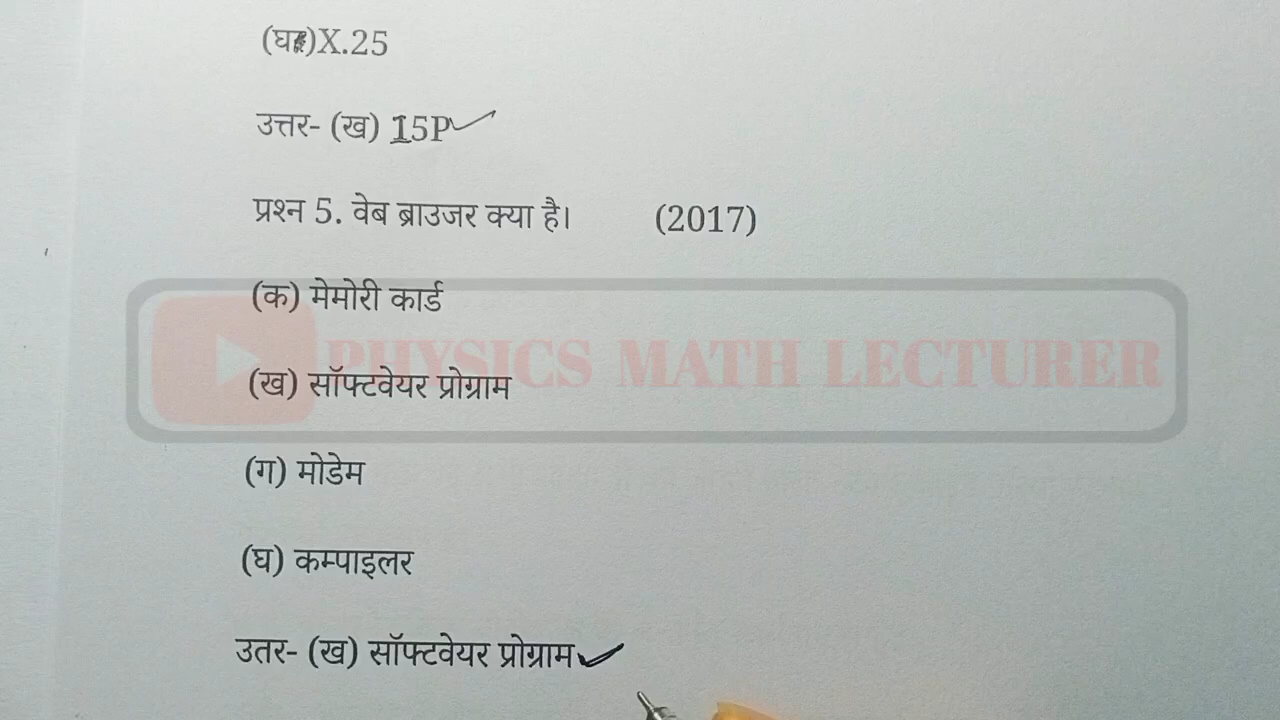 (घ)X.25
उत्तर- (ख) 15P
प्रश्न 5. वेब ब्राउजर क्या है। (2017)
(क) मेमोरी कार्ड
PHYSICS MATH LECTURER
(ख) सॉफ्टवेयर प्रोग्राम
(ग) मोडेम
(घ) कम्पाइलर
उतर- (ख) सॉफ्टवेयर प्रोग्राम